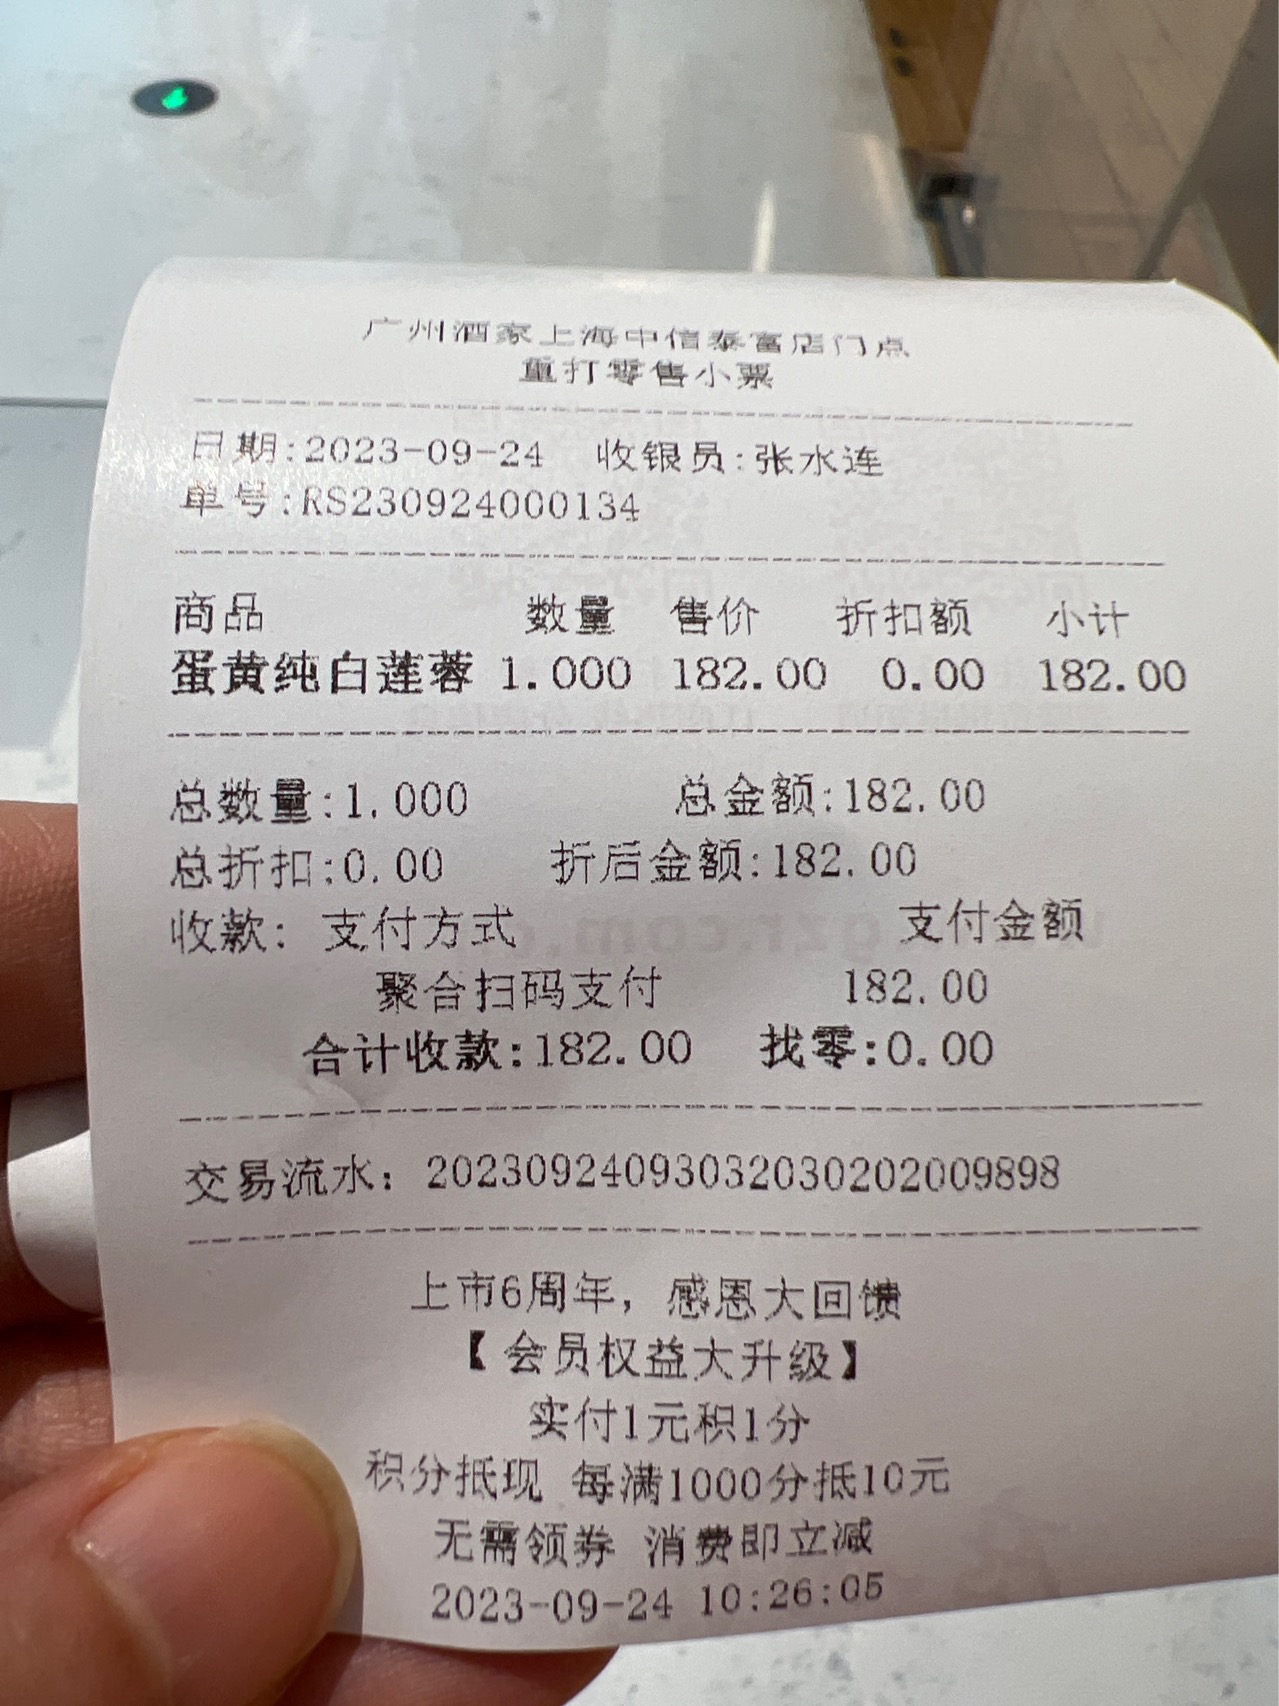 广州酒家上海中信泰富店门点
重打零售小票
日期:2023-09-24 收银员:张水连
单号:RS230924000134
商品 数量 售价 折扣额 小计
蛋黄纯白莲蓉 1.000 182.00 0.00 182.00
总数量:1.000 总金额:182.00
总折扣:0.00 折后金额:182.00
收款: 支付方式 支付金额
聚合扫码支付 182.00
合计收款:182.00 找零:0.00
交易流水: 20230924093032030202009898
上市6周年，感恩大回馈
【会员权益大升级】
实付1元积1分
积分抵现 每满1000分抵10元
无需领券 消费即立减
2023-09-24 10:26:05